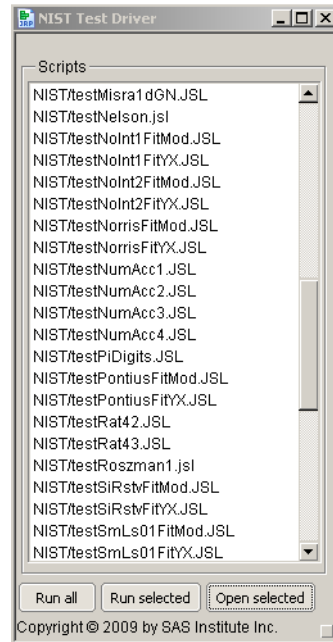 NIST Test Driver
Scripts
NIST/testMisra1dGN.JSL
NIST/testNelson.jsl
NIST/testNoInt1FitMod.JSL
NIST/testNoInt1FitYX.JSL
NIST/testNoInt2FitMod.JSL
NIST/testNoInt2FitYX.JSL
NIST/testNorrisFitMod.JSL
NIST/testNorrisFitYX.JSL
NIST/testNumAcc1.JSL
NIST/testNumAcc2.JSL
NIST/testNumAcc3.JSL
NIST/testNumAcc4.JSL
NIST/testPiDigits.JSL
NIST/testPontiusFitMod.JSL
NIST/testPontiusFitYX.JSL
NIST/testRat42.JSL
NIST/testRat43.JSL
NIST/testRoszman1.jsl
NIST/testSiRstvFitMod.JSL
NIST/testSiRstvFitYX.JSL
NIST/testSmLs01FitMod.JSL
NIST/testSmLs01FitYX.JSL
Run all Run selected Open selected
Copyright © 2009 by SAS Institute Inc.